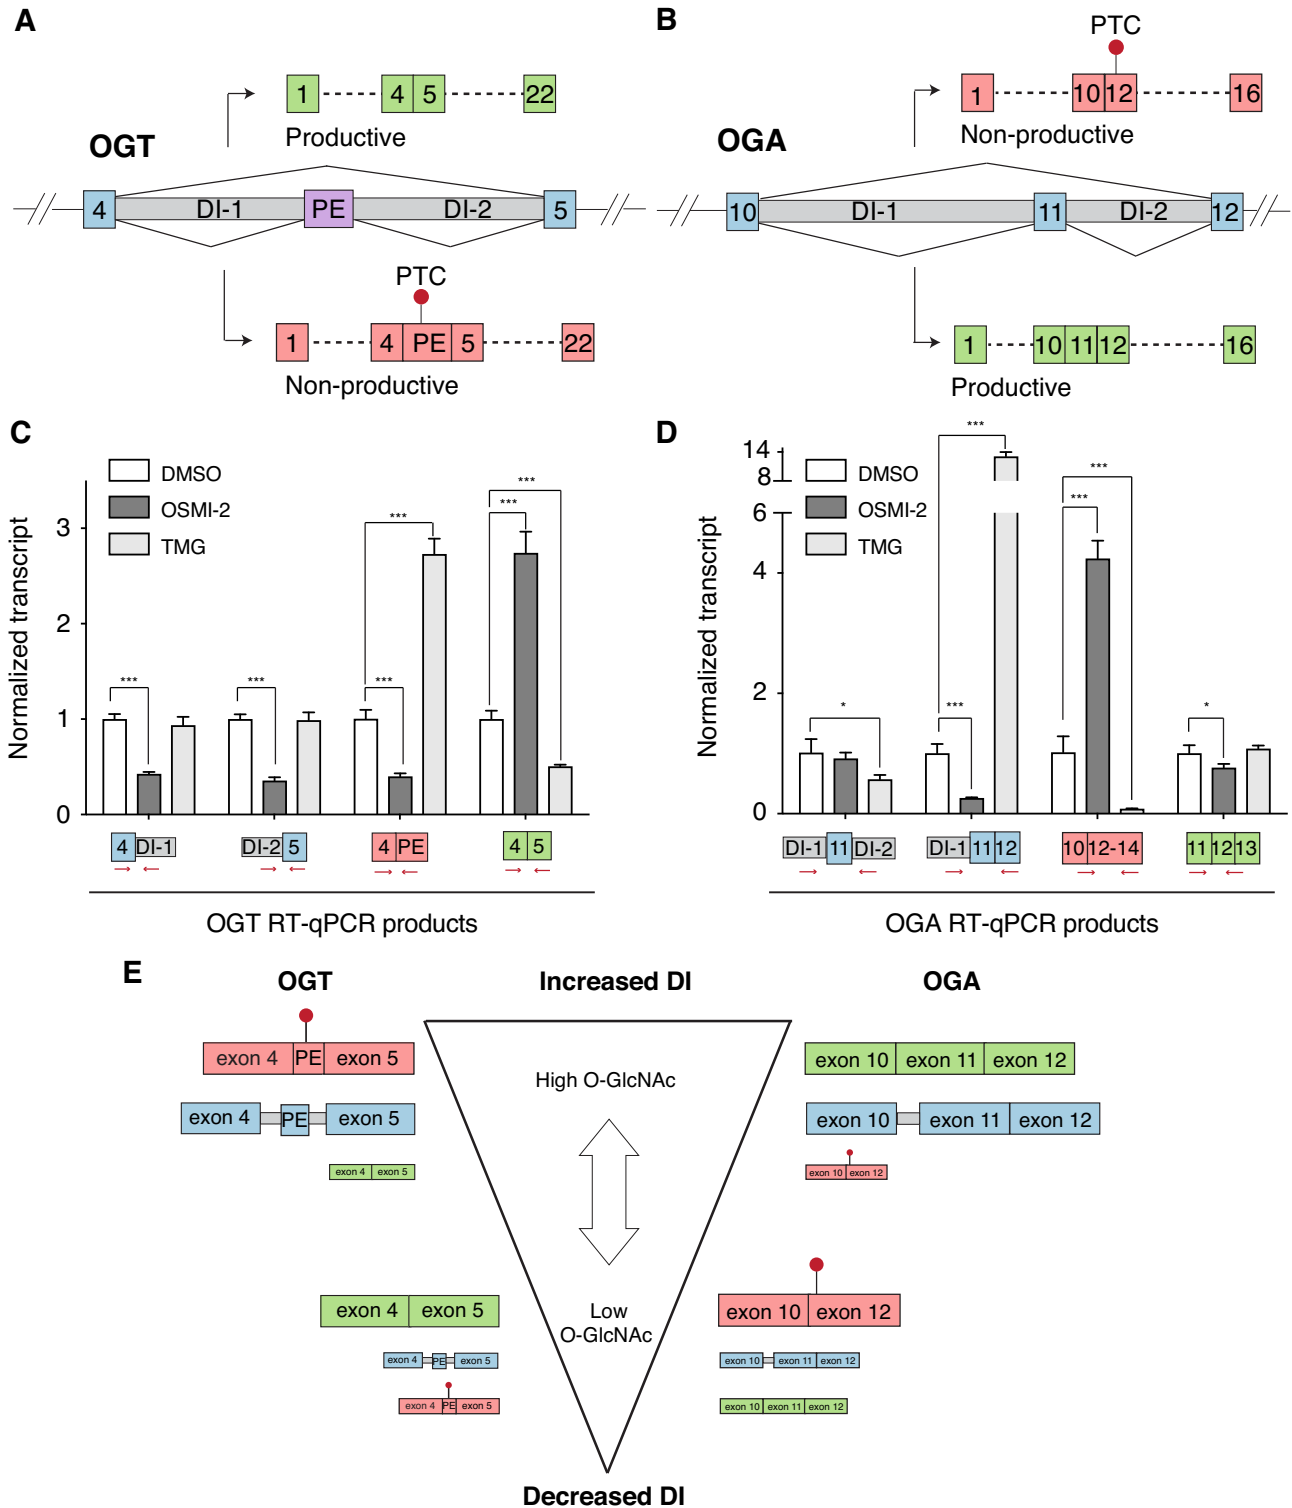 A
1 4 5 22
Productive
OGT
4 DI-1 PE DI-2 5
PTC
1 4 PE 5 22
Non-productive
B
PTC
1 10 12 16
Non-productive
OGA
10 DI-1 11 DI-2 12
1 10 11 12 16
Productive
C
Normalized transcript
3
2
1
0
DMSO
OSMI-2
TMG
*** *** *** *** *** ***
4 DI-1 DI-2 5 4 PE 4 5
OGT RT-qPCR products
D
Normalized transcript
14
8
6
4
2
0
DMSO
OSMI-2
TMG
* *** *** *** *** *
DI-1 11 DI-2 DI-1 11 12 10 12-14 11 12 13
OGA RT-qPCR products
E
OGT
Increased DI
OGA
exon 4 PE exon 5
exon 4 PE exon 5
exon 4 exon 5
High O-GlcNAc
exon 10 exon 11 exon 12
exon 10 exon 11 exon 12
exon 10 exon 12
exon 4 exon 5
exon 4 PE exon 5
exon 4 PE exon 5
Low
O-GlcNAc
exon 10 exon 12
exon 10 exon 11 exon 12
exon 10 exon 11 exon 12
Decreased DI